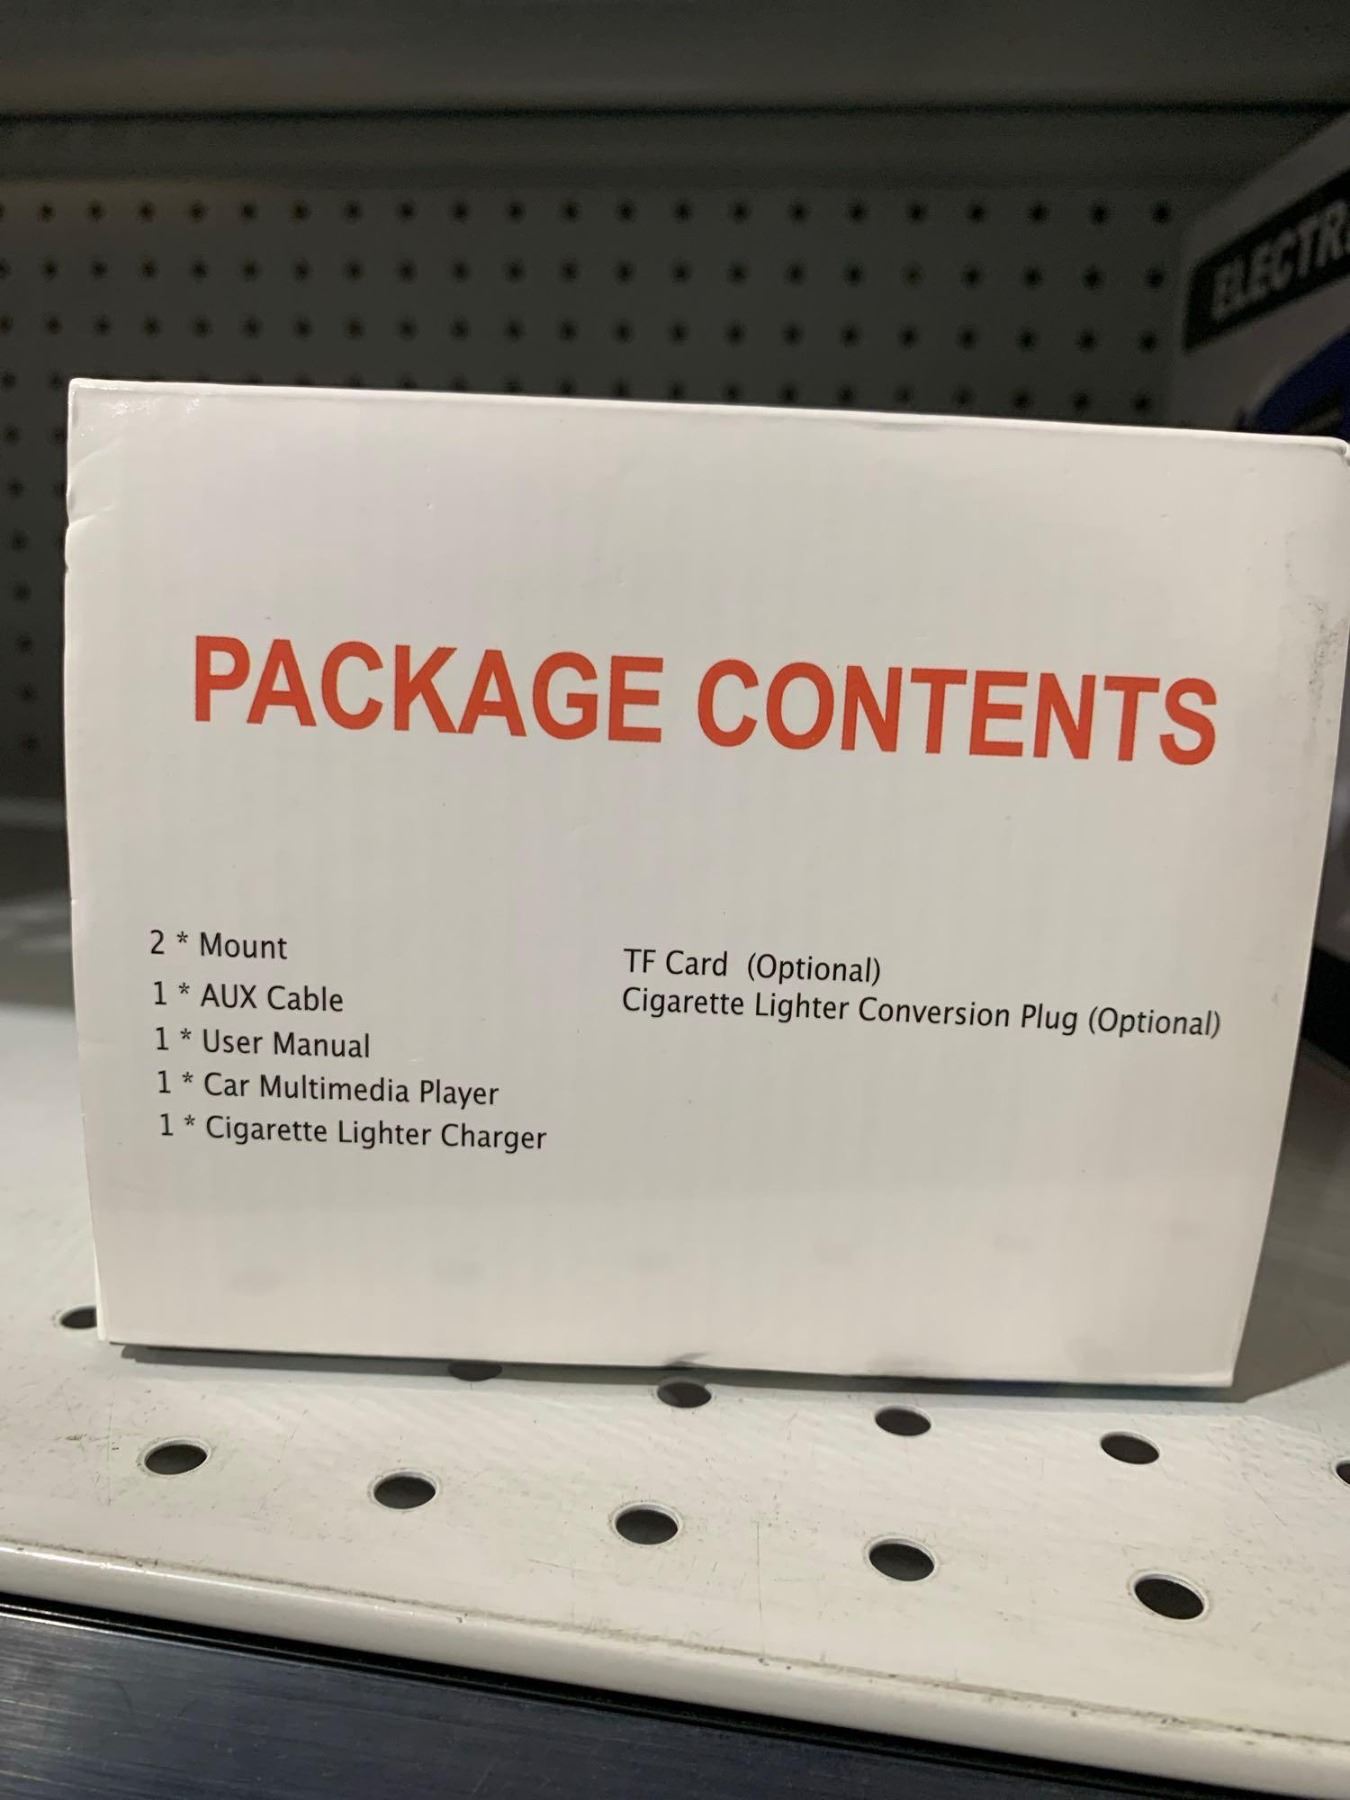 ELECTR
PACKAGE CONTENTS
2 * Mount
1 * AUX Cable
1 * User Manual
1 * Car Multimedia Player
1 * Cigarette Lighter Charger
TF Card (Optional)
Cigarette Lighter Conversion Plug (Optional)